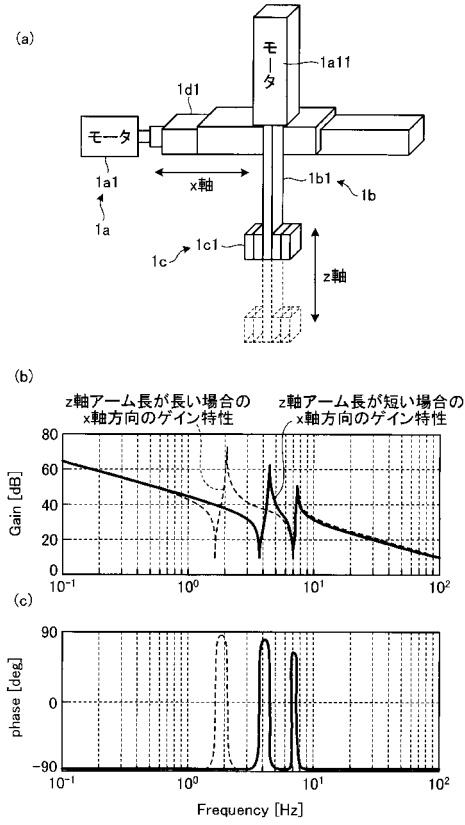 (a)
モータ
1a11
1d1
モータ
1a1
1a
x軸
1b1
1b
1c
1c1
z軸
(b)
z軸アーム長が長い場合の
x軸方向のゲイン特性
z軸アーム長が短い場合の
x軸方向のゲイン特性
Gain [dB]
80
60
40
20
0
10⁻¹
10⁰
10¹
10²
(c)
phase [deg]
90
0
-90
10⁻¹
10⁰
10¹
10²
Frequency [Hz]